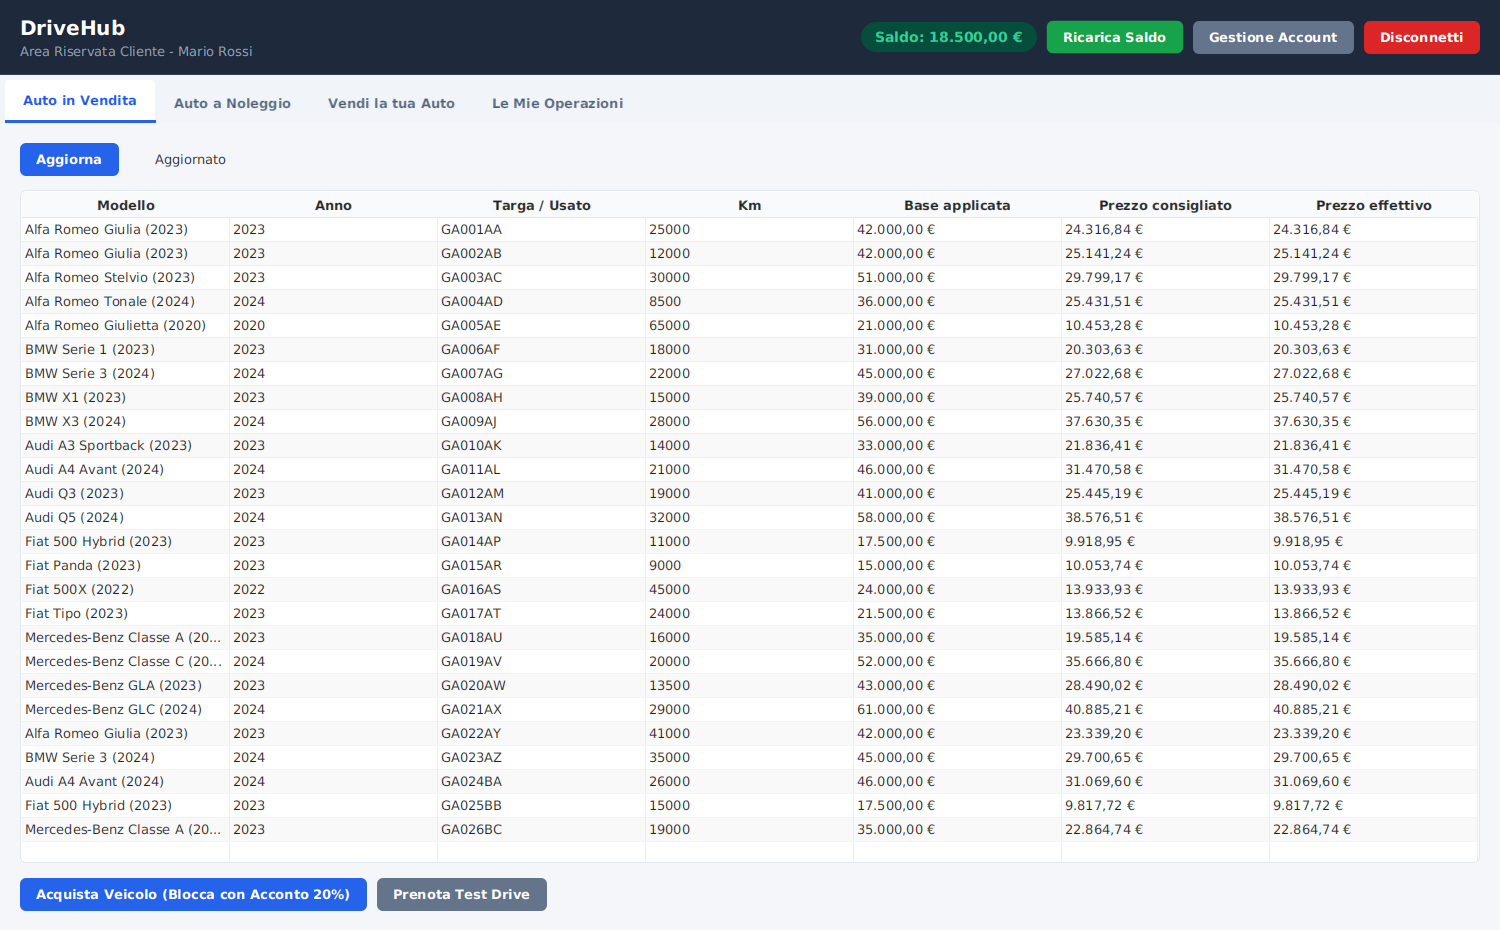 DriveHub
Area Riservata Cliente - Mario Rossi
Saldo: 18.500,00 € Ricarica Saldo Gestione Account Disconnetti
Auto in Vendita Auto a Noleggio Vendi la tua Auto Le Mie Operazioni
Aggiorna Aggiornato
Modello Anno Targa / Usato Km Base applicata Prezzo consigliato Prezzo effettivo
Alfa Romeo Giulia (2023) 2023 GA001AA 25000 42.000,00 € 24.316,84 € 24.316,84 €
Alfa Romeo Giulia (2023) 2023 GA002AB 12000 42.000,00 € 25.141,24 € 25.141,24 €
Alfa Romeo Stelvio (2023) 2023 GA003AC 30000 51.000,00 € 29.799,17 € 29.799,17 €
Alfa Romeo Tonale (2024) 2024 GA004AD 8500 36.000,00 € 25.431,51 € 25.431,51 €
Alfa Romeo Giulietta (2020) 2020 GA005AE 65000 21.000,00 € 10.453,28 € 10.453,28 €
BMW Serie 1 (2023) 2023 GA006AF 18000 31.000,00 € 20.303,63 € 20.303,63 €
BMW Serie 3 (2024) 2024 GA007AG 22000 45.000,00 € 27.022,68 € 27.022,68 €
BMW X1 (2023) 2023 GA008AH 15000 39.000,00 € 25.740,57 € 25.740,57 €
BMW X3 (2024) 2024 GA009AJ 28000 56.000,00 € 37.630,35 € 37.630,35 €
Audi A3 Sportback (2023) 2023 GA010AK 14000 33.000,00 € 21.836,41 € 21.836,41 €
Audi A4 Avant (2024) 2024 GA011AL 21000 46.000,00 € 31.470,58 € 31.470,58 €
Audi Q3 (2023) 2023 GA012AM 19000 41.000,00 € 25.445,19 € 25.445,19 €
Audi Q5 (2024) 2024 GA013AN 32000 58.000,00 € 38.576,51 € 38.576,51 €
Fiat 500 Hybrid (2023) 2023 GA014AP 11000 17.500,00 € 9.918,95 € 9.918,95 €
Fiat Panda (2023) 2023 GA015AR 9000 15.000,00 € 10.053,74 € 10.053,74 €
Fiat 500X (2022) 2022 GA016AS 45000 24.000,00 € 13.933,93 € 13.933,93 €
Fiat Tipo (2023) 2023 GA017AT 24000 21.500,00 € 13.866,52 € 13.866,52 €
Mercedes-Benz Classe A (20... 2023 GA018AU 16000 35.000,00 € 19.585,14 € 19.585,14 €
Mercedes-Benz Classe C (20... 2024 GA019AV 20000 52.000,00 € 35.666,80 € 35.666,80 €
Mercedes-Benz GLA (2023) 2023 GA020AW 13500 43.000,00 € 28.490,02 € 28.490,02 €
Mercedes-Benz GLC (2024) 2024 GA021AX 29000 61.000,00 € 40.885,21 € 40.885,21 €
Alfa Romeo Giulia (2023) 2023 GA022AY 41000 42.000,00 € 23.339,20 € 23.339,20 €
BMW Serie 3 (2024) 2024 GA023AZ 35000 45.000,00 € 29.700,65 € 29.700,65 €
Audi A4 Avant (2024) 2024 GA024BA 26000 46.000,00 € 31.069,60 € 31.069,60 €
Fiat 500 Hybrid (2023) 2023 GA025BB 15000 17.500,00 € 9.817,72 € 9.817,72 €
Mercedes-Benz Classe A (20... 2023 GA026BC 19000 35.000,00 € 22.864,74 € 22.864,74 €
Acquista Veicolo (Blocca con Acconto 20%) Prenota Test Drive